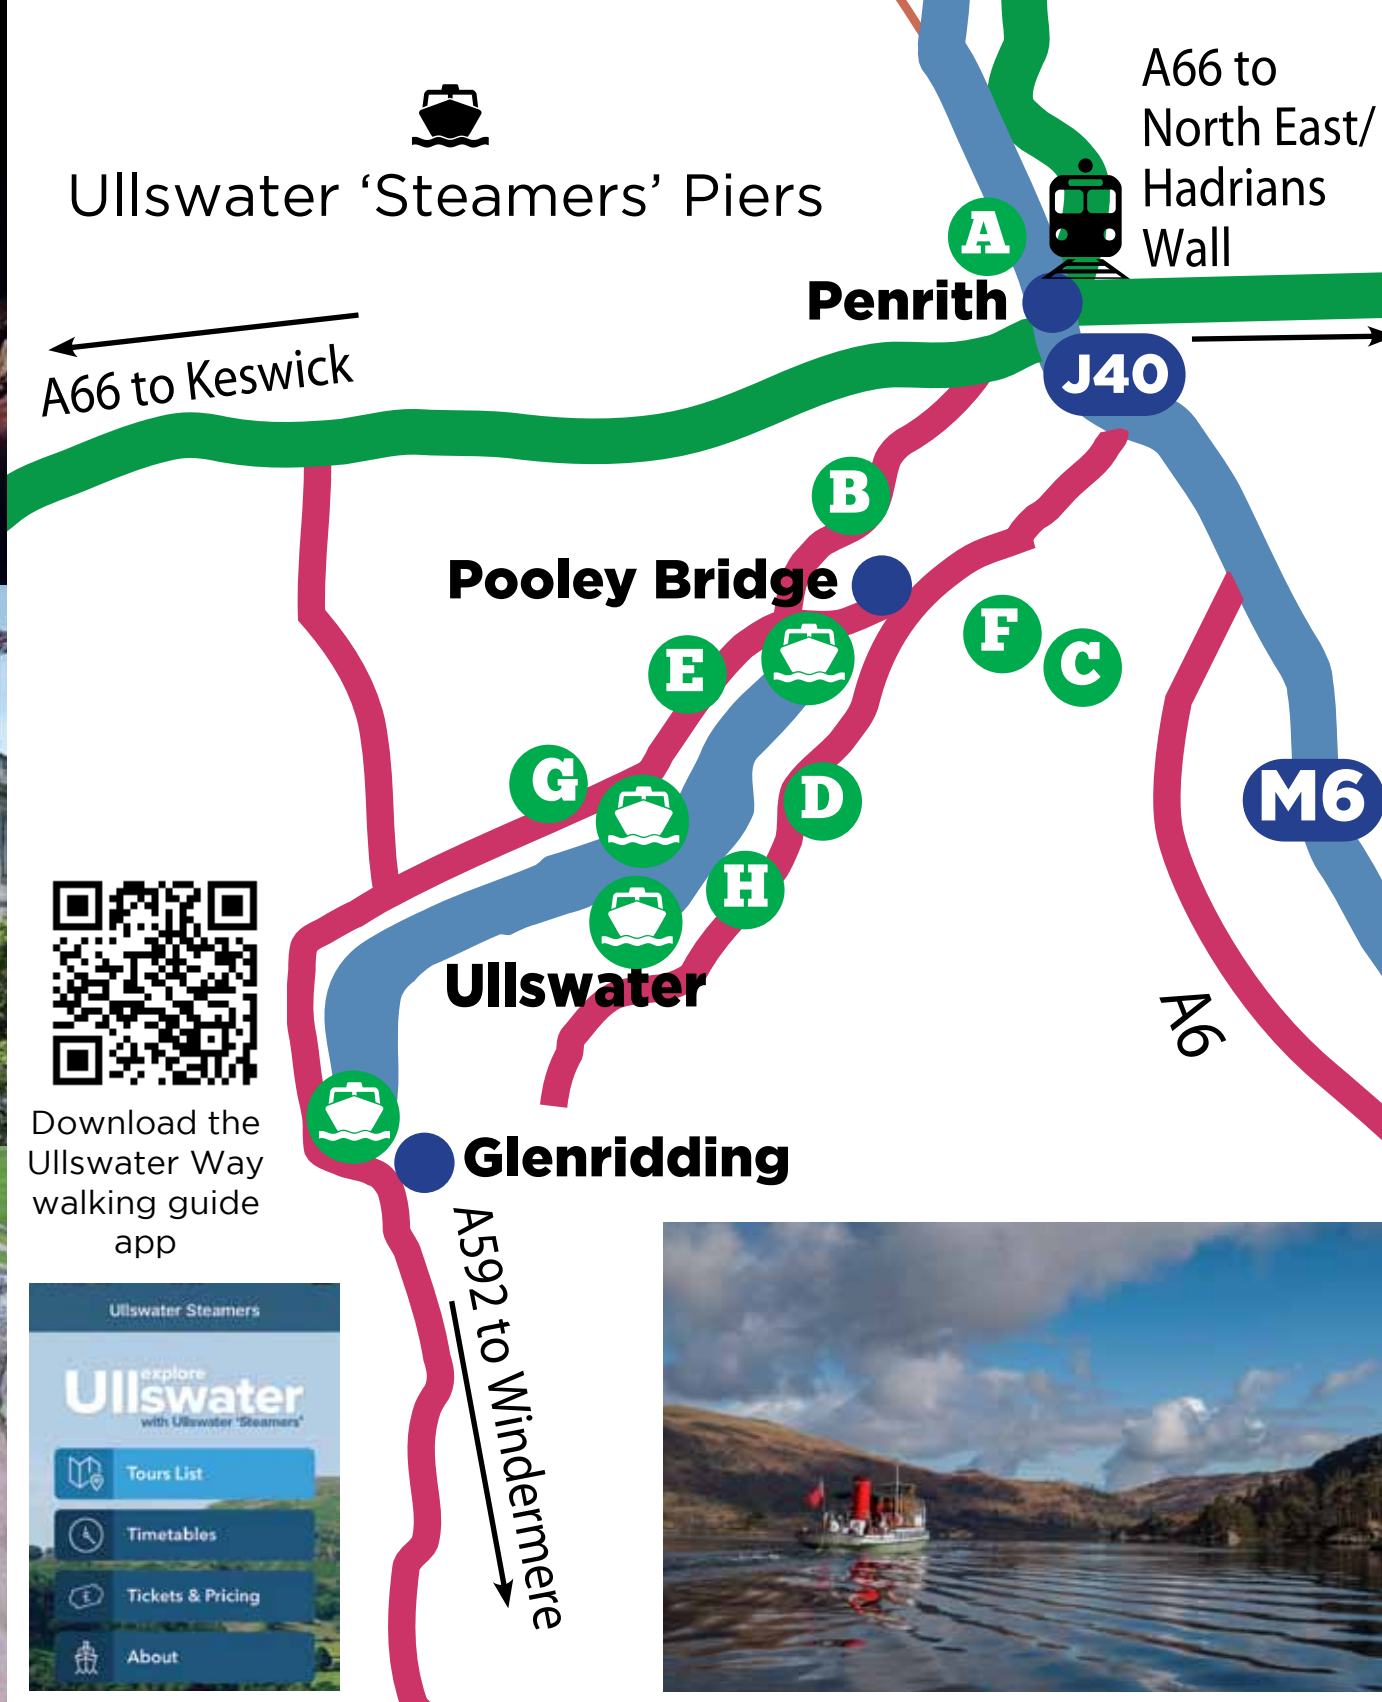 A66 to
North East/
Hadrians
Wall
Ullswater ‘Steamers’ Piers
A
Penrith
J40
A66 to Keswick
B
Pooley Bridge
F
C
E
G
D
M6
H
Ullswater
A6
Download the
Ullswater Way
walking guide
app
Glenridding
A592 to Windermere
Ullswater Steamers
explore
Ullswater
with Ullswater ‘Steamers’
Tours List
Timetables
Tickets & Pricing
About